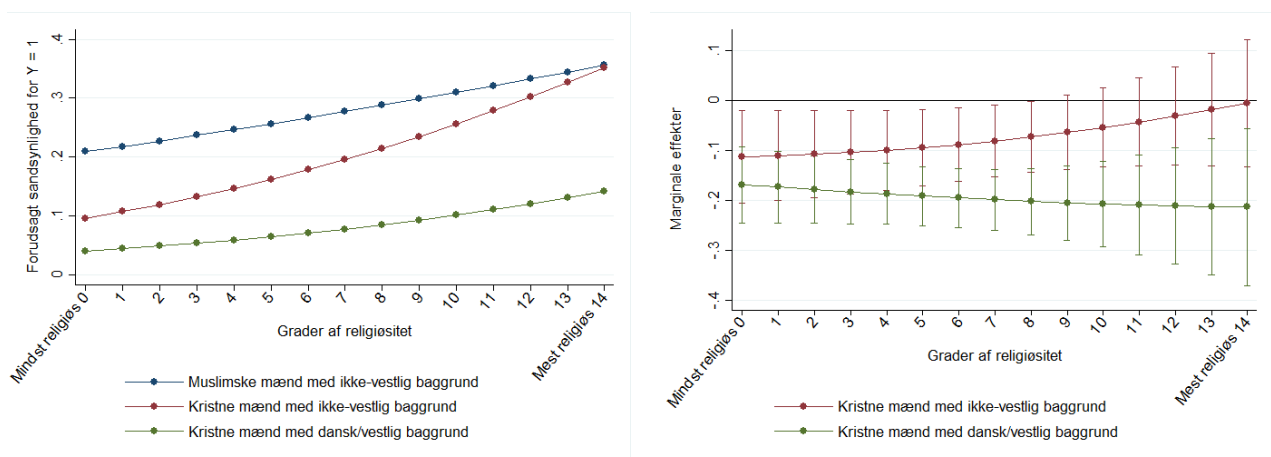 Forudsagt sandsynlighed for Y = 1
.4
.3
.2
.1
0
Mindst religiøs 0
1
2
3
4
5
6
7
8
9
10
11
12
13
Mest religiøs 14
Grader af religiøsitet
Muslimske mænd med ikke-vestlig baggrund
Kristne mænd med ikke-vestlig baggrund
Kristne mænd med dansk/vestlig baggrund
Marginale effekter
.1
0
-.1
-.2
-.3
-.4
Mindst religiøs 0
1
2
3
4
5
6
7
8
9
10
11
12
13
Mest religiøs 14
Grader af religiøsitet
Kristne mænd med ikke-vestlig baggrund
Kristne mænd med dansk/vestlig baggrund